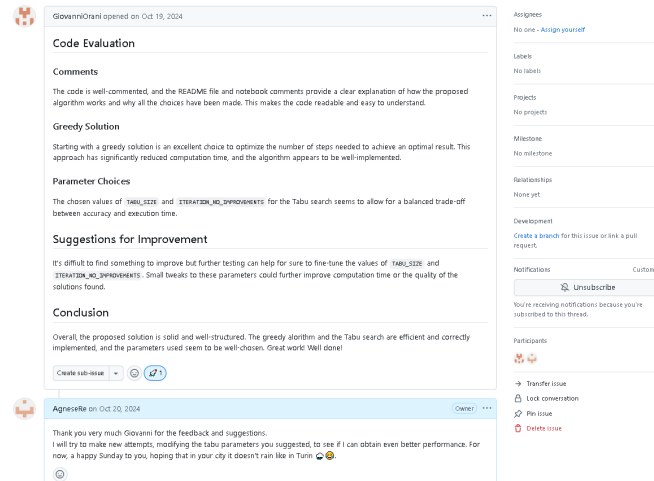 GiovanniOrani opened on Oct 19, 2024
Code Evaluation
Comments
The code is well-commented, and the README file and notebook comments provide a clear explanation of how the proposed
algorithm works and why all the choices have been made. This makes the code readable and easy to understand.
Greedy Solution
Starting with a greedy solution is an excellent choice to optimize the number of steps needed to achieve an optimal result. This
approach has significantly reduced computation time, and the algorithm appears to be well-implemented.
Parameter Choices
The chosen values of TABU_SIZE and ITERATION_NO_IMPROVEMENTS for the Tabu search seems to allow for a balanced trade-off
between accuracy and execution time.
Suggestions for Improvement
It's diffiult to find something to improve but further testing can help for sure to fine-tune the values of TABU_SIZE and
ITERATION_NO_IMPROVEMENTS. Small tweaks to these parameters could further improve computation time or the quality of the
solutions found.
Conclusion
Overall, the proposed solution is solid and well-structured. The greedy alorithm and the Tabu search are efficient and correctly
implemented, and the parameters used seem to be well-chosen. Great work! Well done!
Create sub-issue
1
AgneseRe on Oct 20, 2024
Owner
Thank you very much Giovanni for the feedback and suggestions.
I will try to make new attempts, modifying the tabu parameters you suggested, to see if I can obtain even better performance. For
now, a happy Sunday to you, hoping that in your city it doesn't rain like in Turin 🌧😂.
Assignees
No one - Assign yourself
Labels
No labels
Projects
No projects
Milestone
No milestone
Relationships
None yet
Development
Create a branch for this issue or link a pull
request.
Notifications
Custom
Unsubscribe
You're receiving notifications because you're
subscribed to this thread.
Participants
Transfer issue
Lock conversation
Pin issue
Delete issue